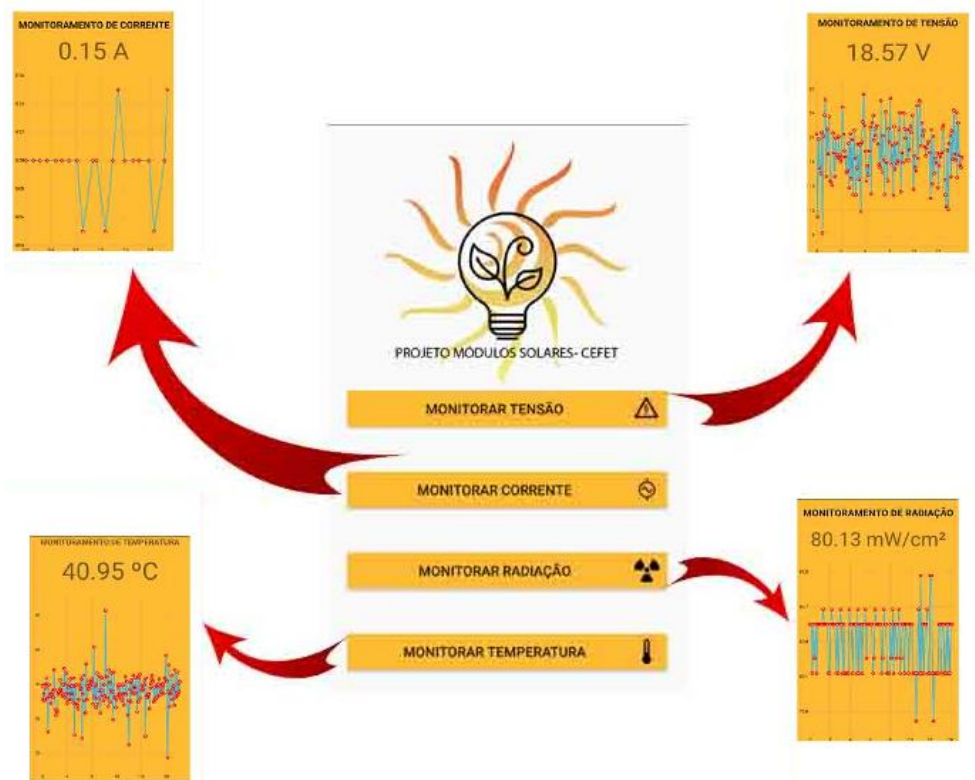 MONITORAMENTO DE CORRENTE
0.15 A
MONITORAMENTO DE TENSÃO
18.57 V
PROJETO MÓDULOS SOLARES- CEFET
MONITORAR TENSÃO
MONITORAR CORRENTE
MONITORAR RADIAÇÃO
MONITORAR TEMPERATURA
MONITORAMENTO DE TEMPERATURA
40.95 ºC
MONITORAMENTO DE RADIAÇÃO
80.13 mW/cm²